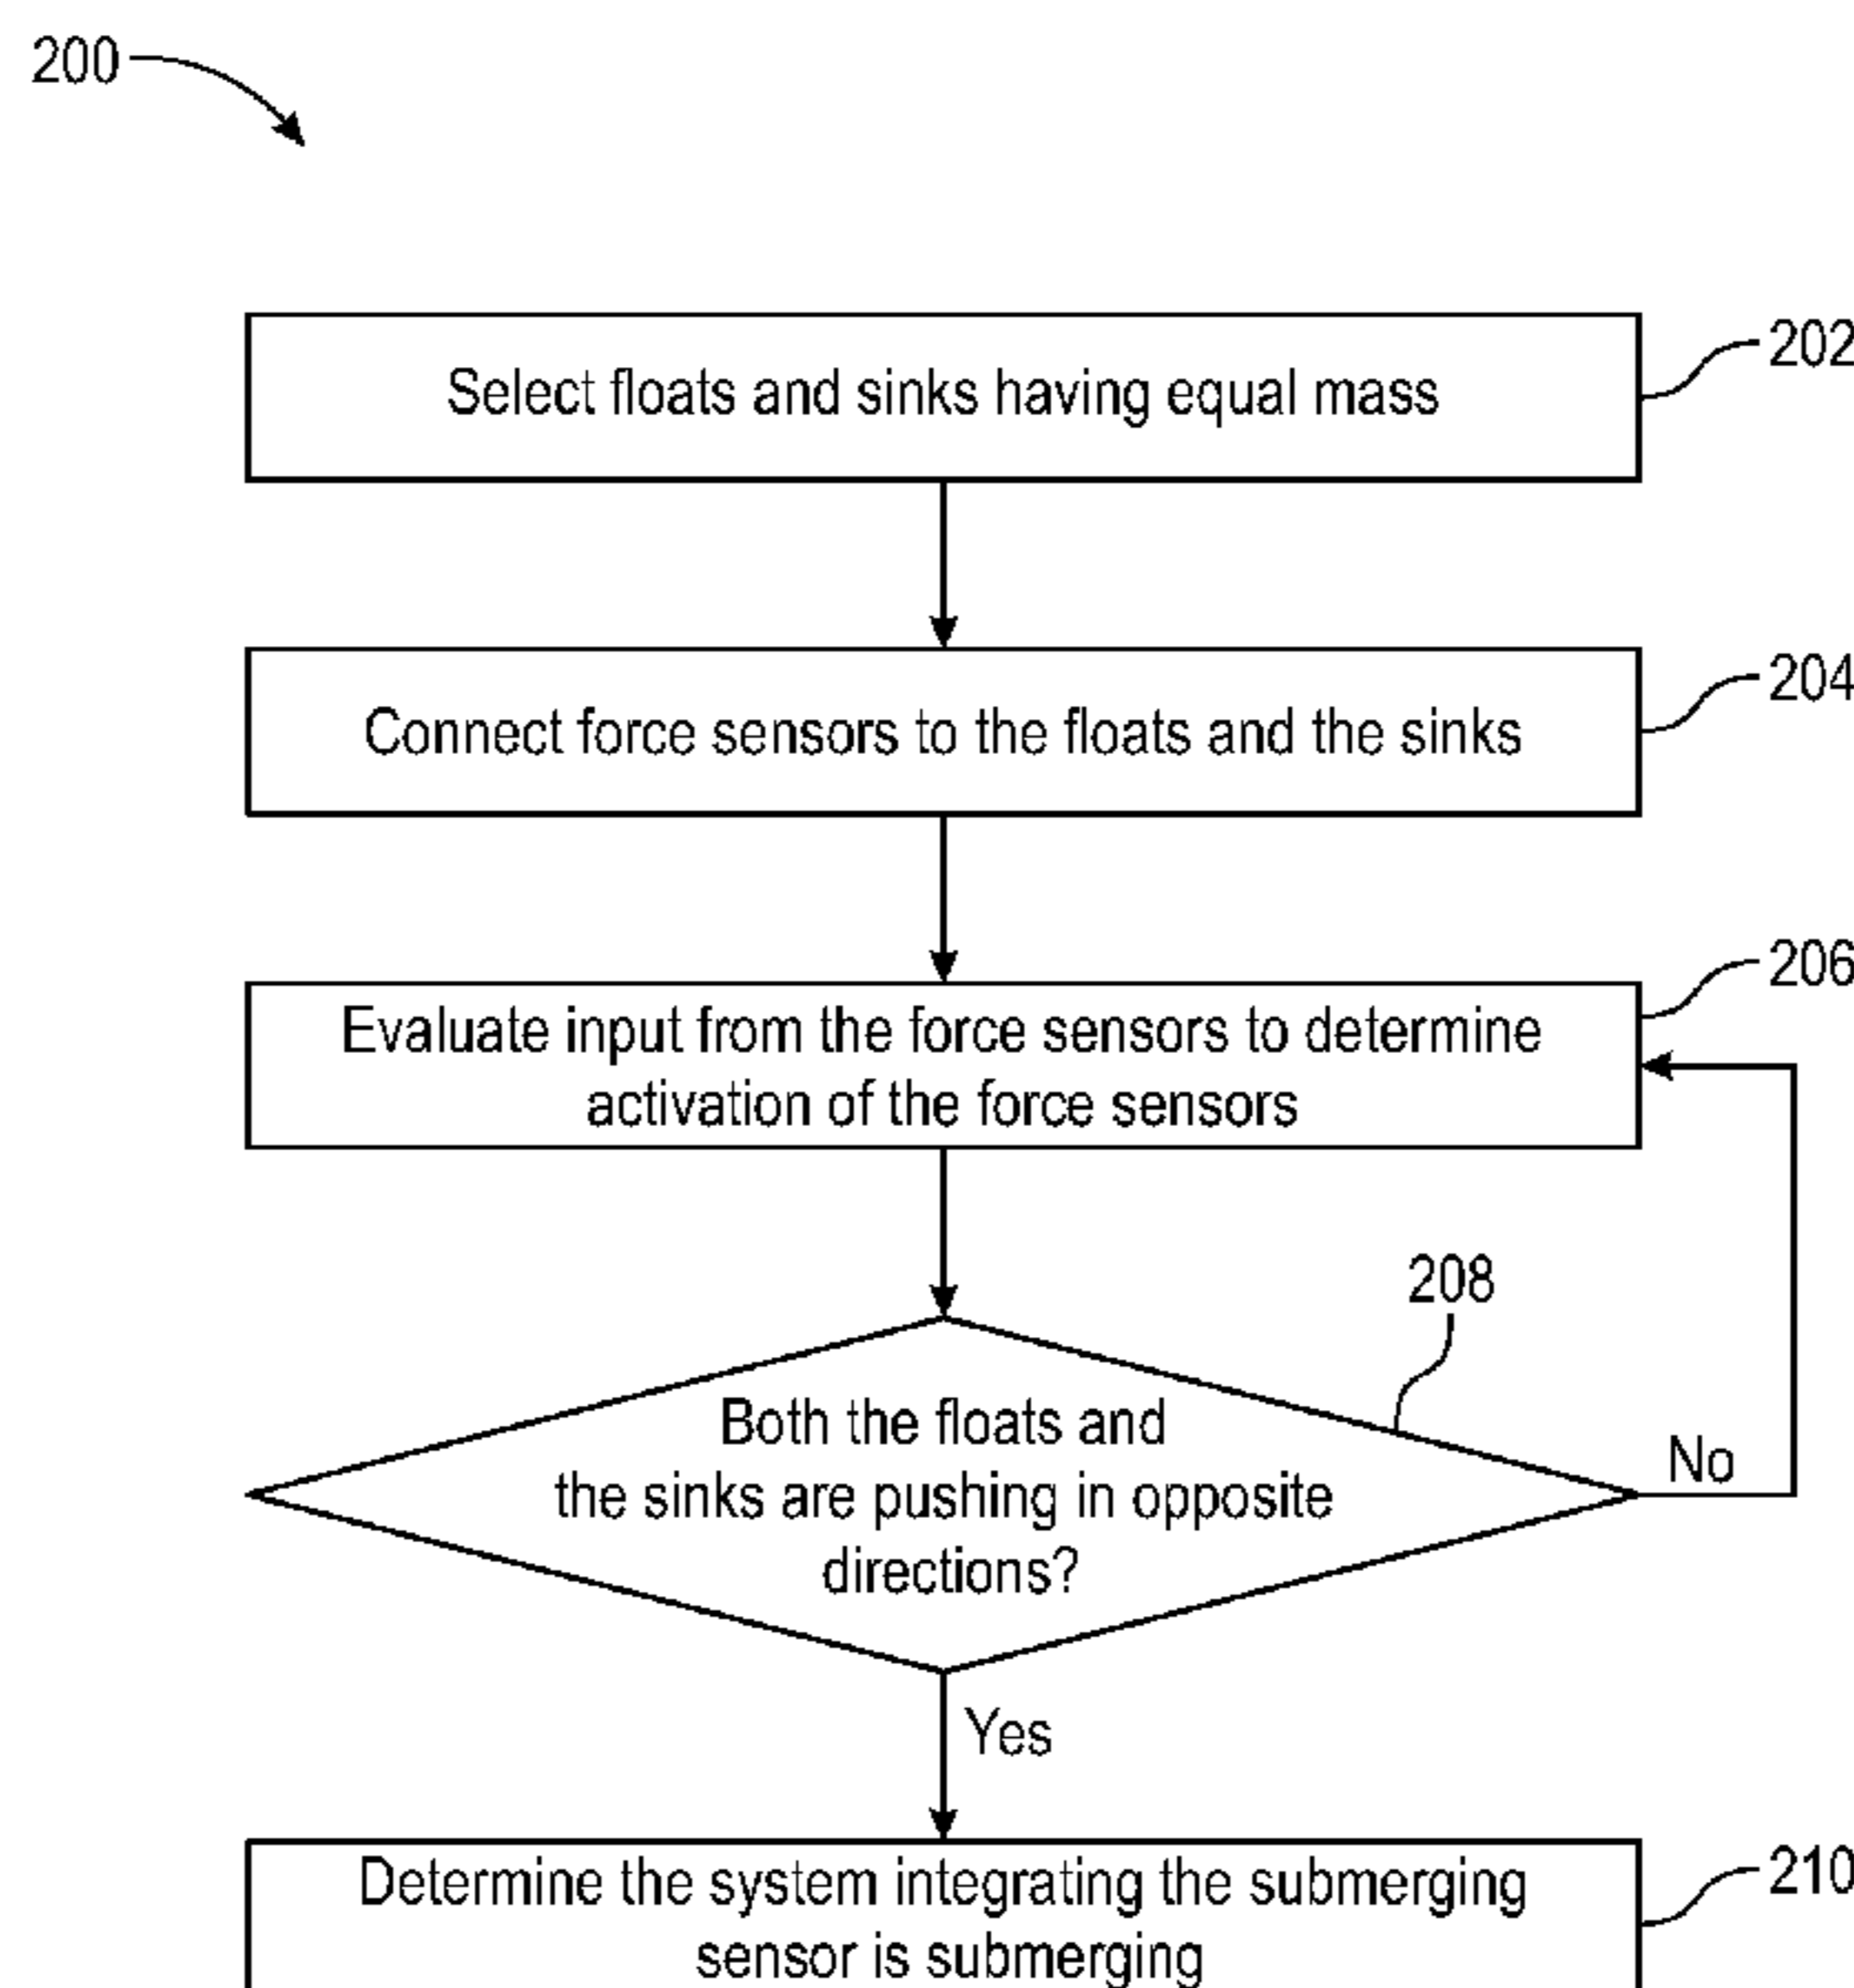 200
Select floats and sinks having equal mass
202
Connect force sensors to the floats and the sinks
204
206
Evaluate input from the force sensors to determine
activation of the force sensors
208
Both the floats and
the sinks are pushing in opposite
directions?
No
Yes
Determine the system integrating the submerging
sensor is submerging
210